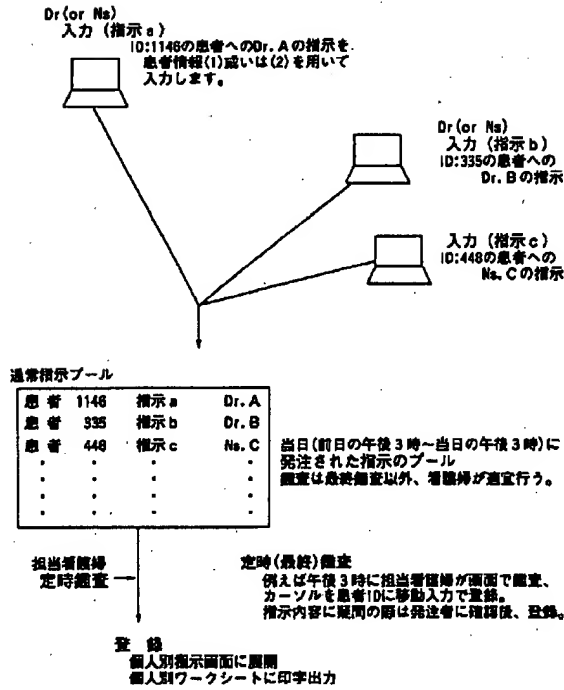 Dr(or Ns)
入力(指示a)
ID:1146の患者へのDr.Aの指示を
患者情報(1)或いは(2)を用いて
入力します。
Dr(or Ns)
入力(指示b)
ID:335の患者への
Dr.Bの指示
入力(指示c)
ID:448の患者への
Ns.Cの指示
通常指示プール
患者 1146 指示a Dr.A
患者 335 指示b Dr.B
患者 448 指示c Ns.C
当日(前日の午後3時~当日の午後3時)に
発注された指示のプール
鑑査は最終鑑査以外、看護婦が適宜行う。
担当看護婦
定時鑑査
定時(最終)鑑査
例えば午後3時に担当看護婦が画面で鑑査、
カーソルを患者IDに移動入力で登録。
指示内容に疑問の際は発注者に確認後、登録。
登録
個人別指示画面に展開
個人別ワークシートに印字出力